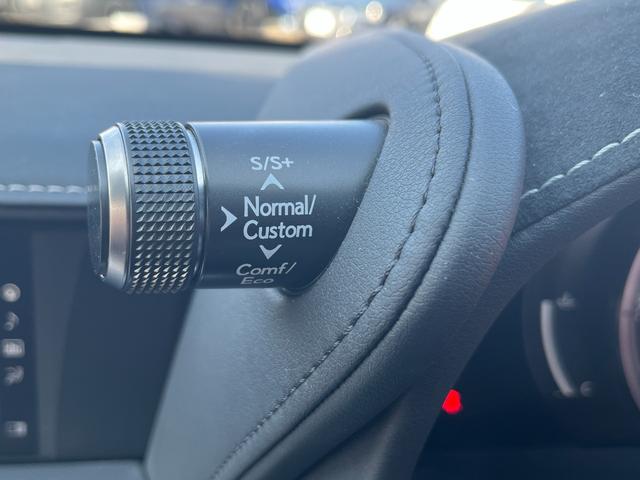 S/S+
Normal/
Custom
Comf/
Eco